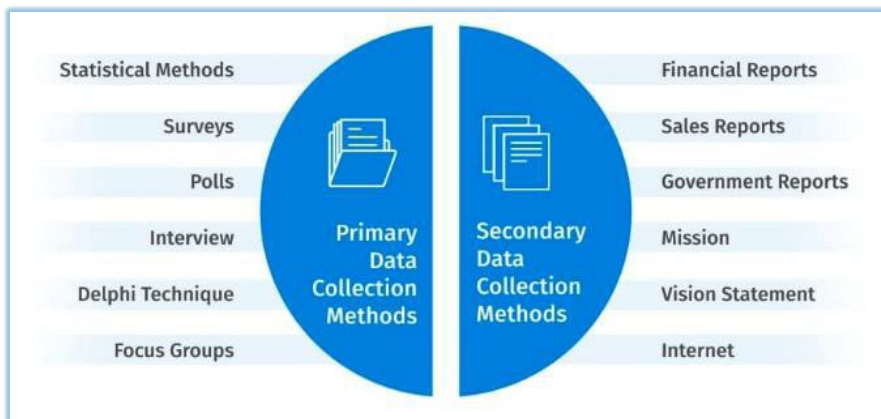 Statistical Methods
Surveys
Polls
Interview
Delphi Technique
Focus Groups
Primary
Data
Collection
Methods
Secondary
Data
Collection
Methods
Financial Reports
Sales Reports
Government Reports
Mission
Vision Statement
Internet